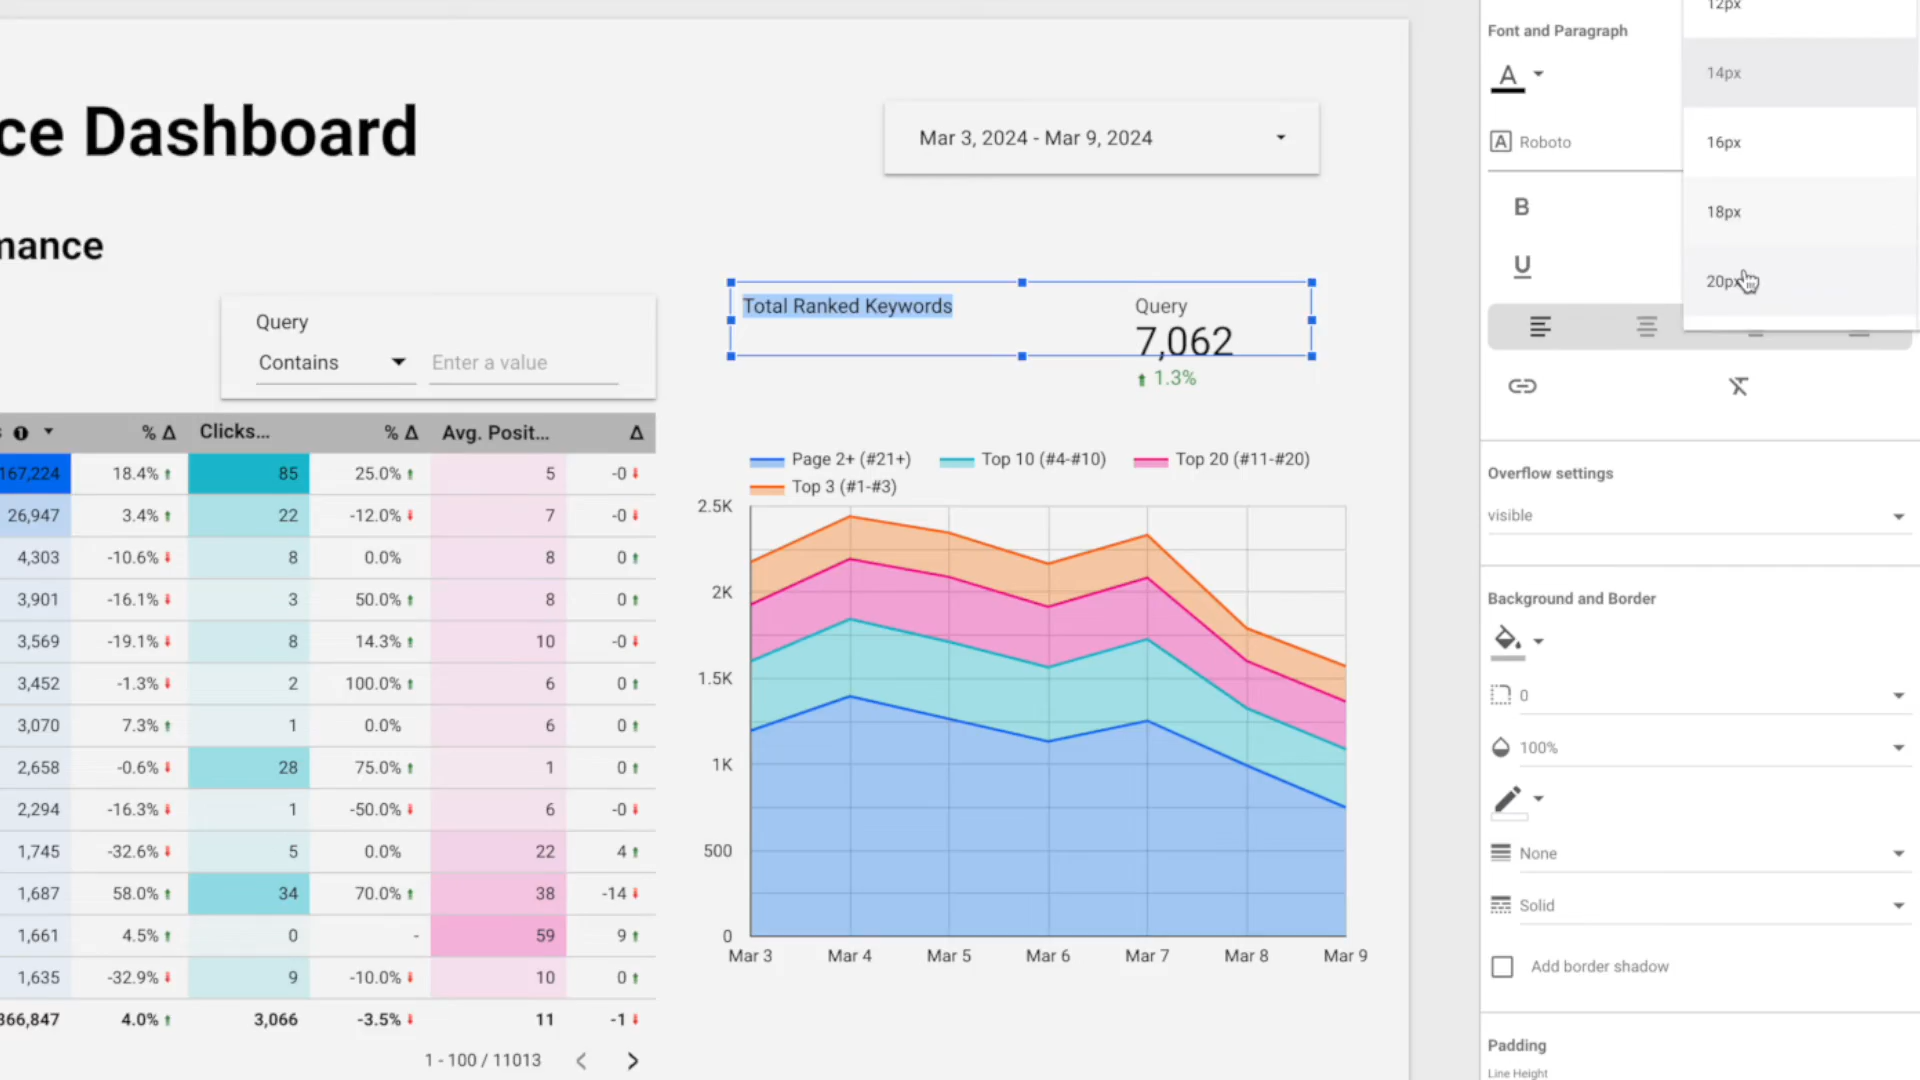 ce Dashboard
Mar 3, 2024 - Mar 9, 2024
mance
Query
Contains Enter a value
Total Ranked Keywords
Query
7,062
1.3%
% Δ Clicks... % Δ Avg. Posit... Δ
167,224 18.4% 85 25.0% 5 -0
26,947 3.4% 22 -12.0% 7 -0
4,303 -10.6% 8 0.0% 8 0
3,901 -16.1% 3 50.0% 8 0
3,569 -19.1% 8 14.3% 10 -0
3,452 -1.3% 2 100.0% 6 0
3,070 7.3% 1 0.0% 6 0
2,658 -0.6% 28 75.0% 1 0
2,294 -16.3% 1 -50.0% 6 -0
1,745 -32.6% 5 0.0% 22 4
1,687 58.0% 34 70.0% 38 -14
1,661 4.5% 0 - 59 9
1,635 -32.9% 9 -10.0% 10 0
366,847 4.0% 3,066 -3.5% 11 -1
1 - 100 / 11013
Page 2+ (#21+) Top 10 (#4-#10) Top 20 (#11-#20)
Top 3 (#1-#3)
2.5K
2K
1.5K
1K
500
0
Mar 3 Mar 4 Mar 5 Mar 6 Mar 7 Mar 8 Mar 9
Font and Paragraph
A
A Roboto
B
U
12px
14px
16px
18px
20px
Overflow settings
visible
Background and Border
0
100%
None
Solid
Add border shadow
Padding
Line Height